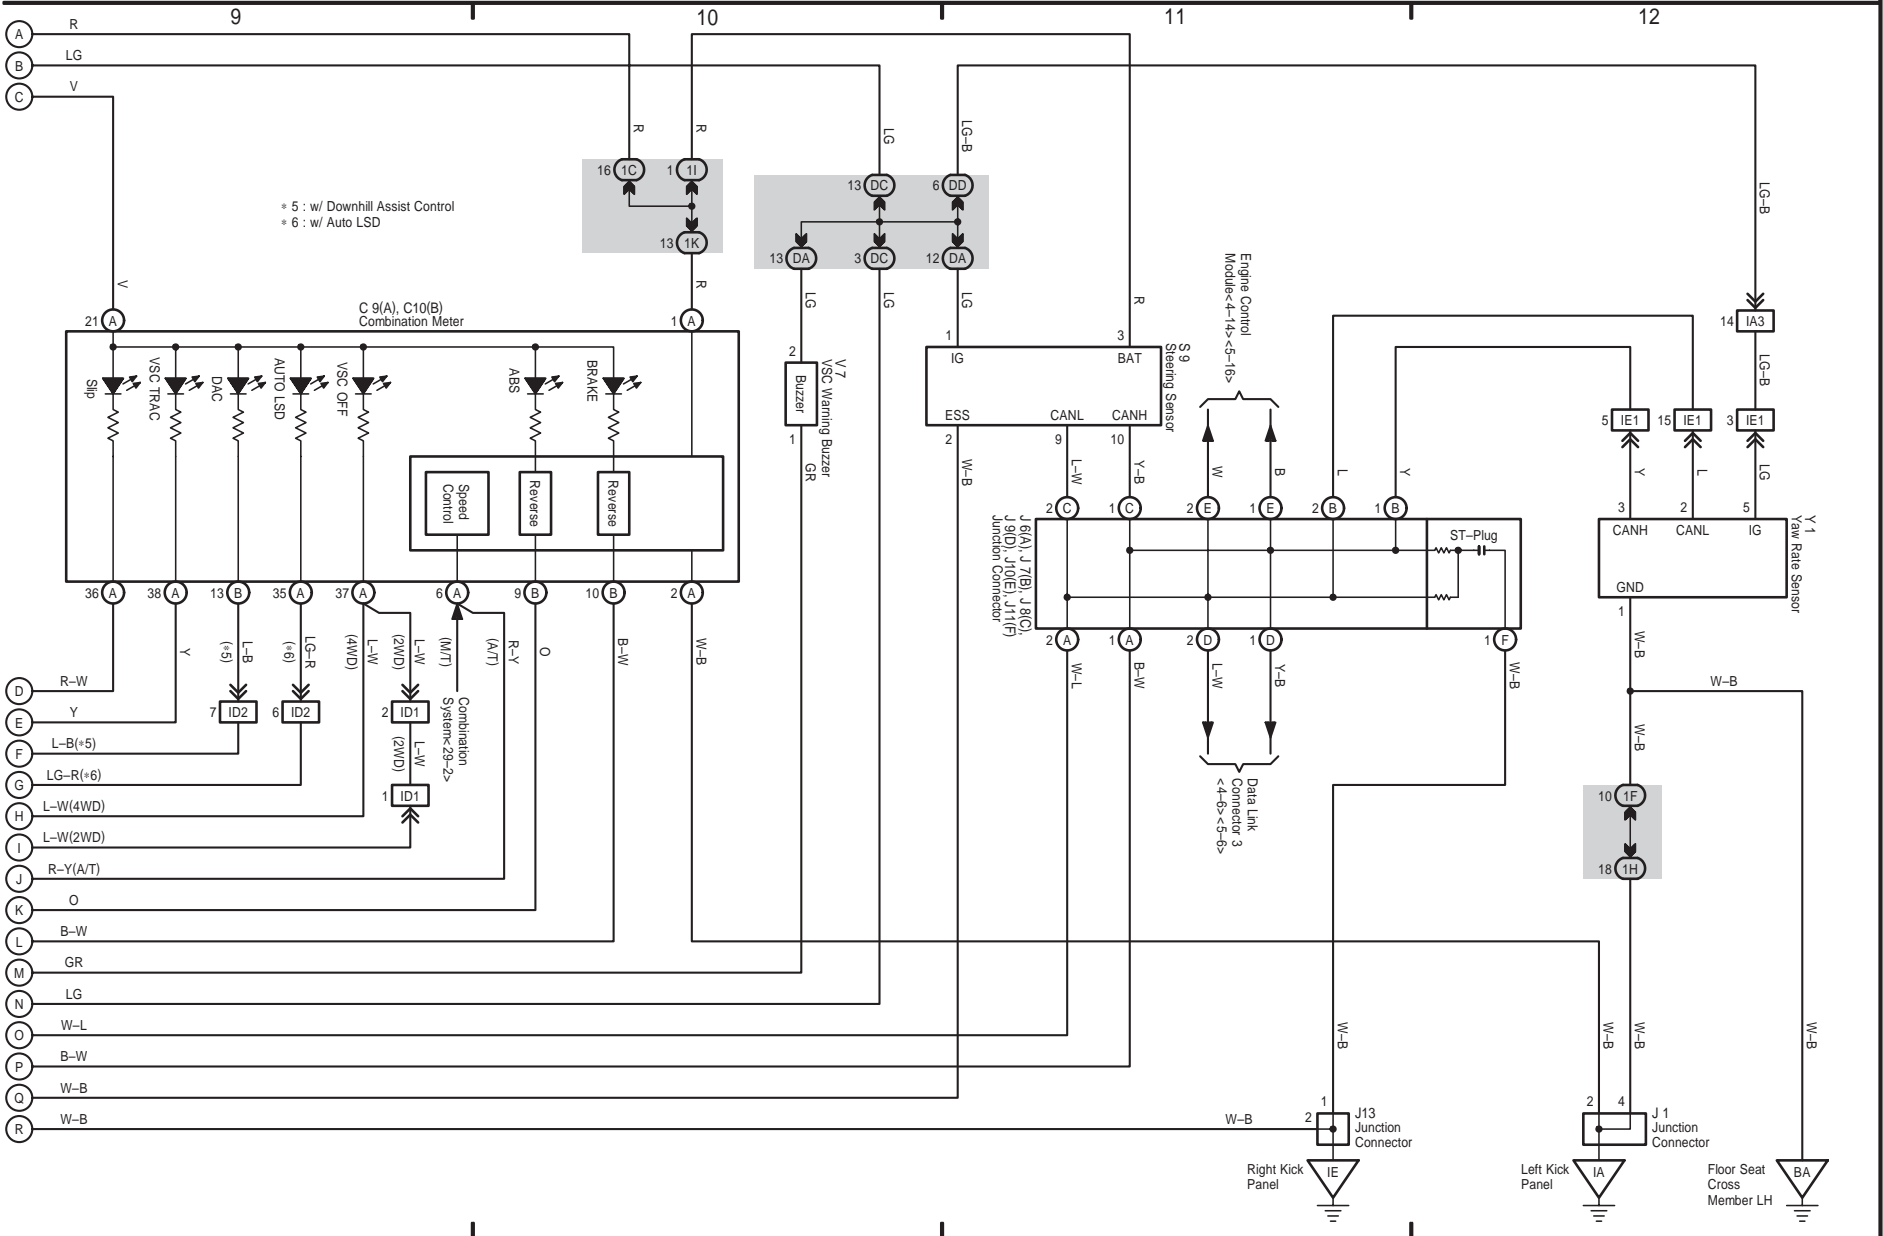 9
10
11
12
A
R
B
LG
C
V
R
R
LG
LG–B
16
1C
1
1I
13
1K
13
DC
6
DD
13
DA
3
DC
12
DA
∗ 5 : w/ Downhill Assist Control
∗ 6 : w/ Auto LSD
V
R
LG
LG
LG
R
LG–B
C 9(A), C10(B)
Combination Meter
21
A
1
A
Slip
VSC TRAC
DAC
AUTO LSD
VSC OFF
ABS
BRAKE
Speed
Control
Reverse
Reverse
36
A
38
A
13
B
35
A
37
A
6
A
9
B
10
B
2
A
Y
L–B
(∗5)
LG–R
(∗6)
L–W
(4WD)
L–W
(2WD)
(M/T)
R–Y
(A/T)
O
B–W
W–B
7
ID2
6
ID2
2
ID1
L–W
(2WD)
1
ID1
Combination
System<29–2>
2
Buzzer
1
V 7
VSC Warning Buzzer
GR
1
3
IG
BAT
ESS
CANL
CANH
2
9
10
S 9
Steering Sensor
W–B
L–W
Y–B
Engine Control
Module<4–14><5–16>
W
B
L
Y
2
C
1
C
2
E
1
E
2
B
1
B
ST–Plug
J 6(A), J 7(B), J 8(C),
J 9(D), J10(E), J11(F)
Junction Connector
2
A
1
A
2
D
1
D
1
F
W–L
B–W
L–W
Y–B
W–B
Data Link
Connector 3
<4–6><5–6>
14
IA3
LG–B
5
IE1
15
IE1
3
IE1
Y
L
LG
3
2
5
CANH
CANL
IG
GND
1
Y 1
Yaw Rate Sensor
W–B
W–B
W–B
10
1F
18
1H
D
R–W
E
Y
F
L–B(∗5)
G
LG–R(∗6)
H
L–W(4WD)
I
L–W(2WD)
J
R–Y(A/T)
K
O
L
B–W
M
GR
N
LG
O
W–L
P
B–W
Q
W–B
R
W–B
W–B
W–B
W–B
W–B
W–B
1
2
J13
Junction
Connector
2
4
J 1
Junction
Connector
Right Kick
Panel
IE
Left Kick
Panel
IA
Floor Seat
Cross
Member LH
BA